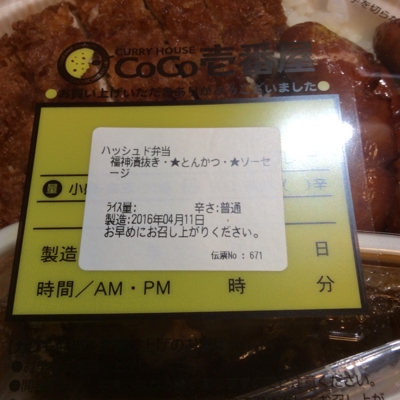 CURRY HOUSE
CoCo壱番屋
ハッシュド弁当
福神漬抜き・★とんかつ・★ソーセ
ージ
ﾗｲｽ量: 辛さ:普通
製造:2016年04月11日
お早めにお召し上がりください。
伝票No : 671
量 小 ( )辛
製造 日
時間/AM・PM 時 分